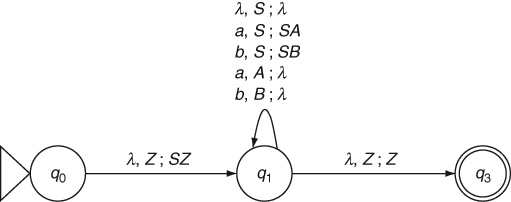 λ, S ; λ
a, S ; SA
b, S ; SB
a, A ; λ
b, B ; λ
λ, Z ; SZ
λ, Z ; Z
q₀
q₁
q₃